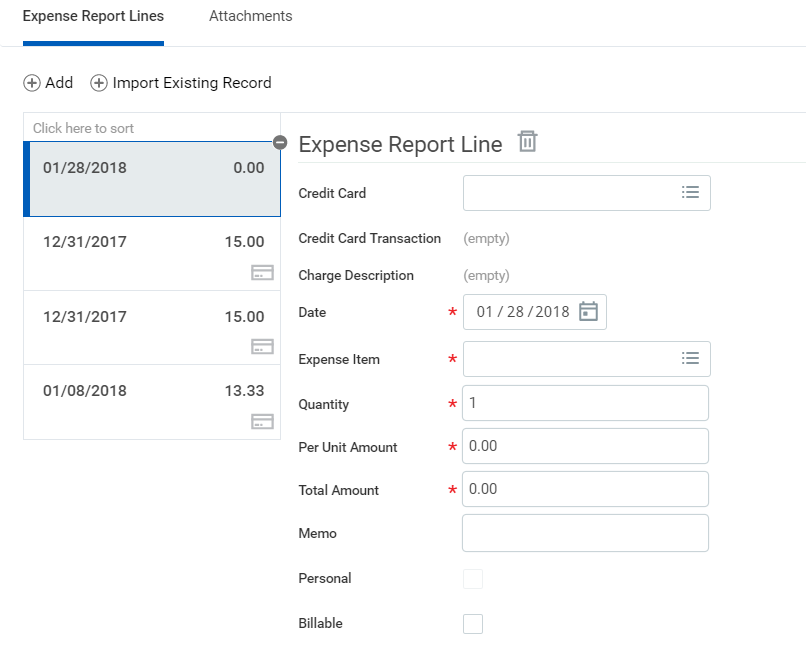 Expense Report Lines Attachments
Add Import Existing Record
Click here to sort
01/28/2018 0.00
12/31/2017 15.00
12/31/2017 15.00
01/08/2018 13.33
Expense Report Line
Credit Card
Credit Card Transaction (empty)
Charge Description (empty)
Date * 01 / 28 / 2018
Expense Item *
Quantity * 1
Per Unit Amount * 0.00
Total Amount * 0.00
Memo
Personal
Billable